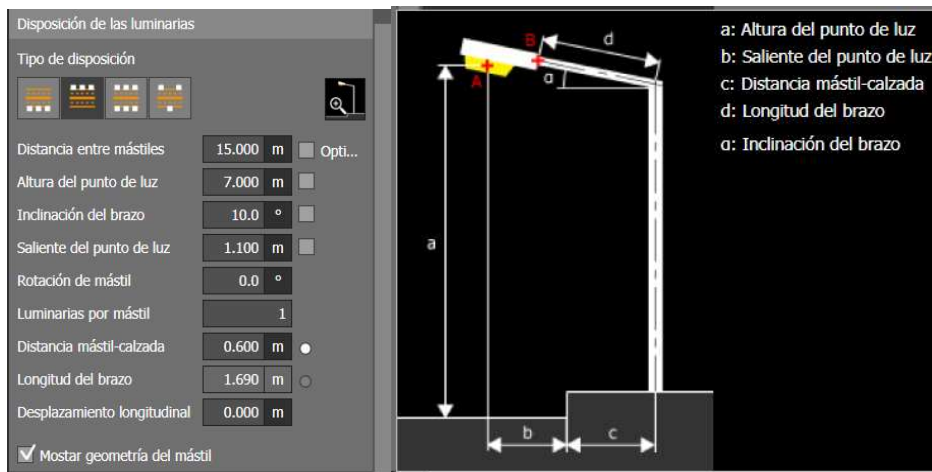 Disposición de las luminarias
Tipo de disposición
Distancia entre mástiles 15.000 m Opti...
Altura del punto de luz 7.000 m
Inclinación del brazo 10.0 º
Saliente del punto de luz 1.100 m
Rotación de mástil 0.0 º
Luminarias por mástil 1
Distancia mástil-calzada 0.600 m
Longitud del brazo 1.690 m
Desplazamiento longitudinal 0.000 m
Mostar geometría del mástil
B
d
A
α
a
b
c
a: Altura del punto de luz
b: Saliente del punto de luz
c: Distancia mástil-calzada
d: Longitud del brazo
α: Inclinación del brazo